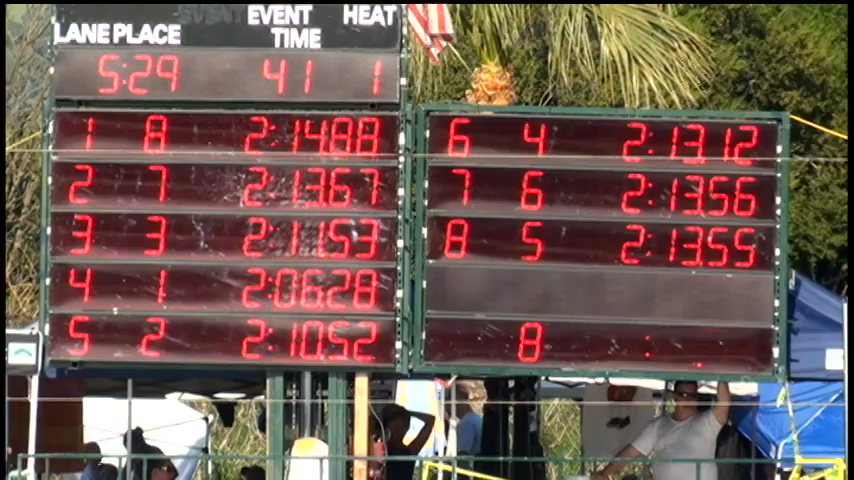 EVENT HEAT
LANE PLACE TIME
5:29 41 1
1 8 2:14.88
2 7 2:13.67
3 3 2:11.53
4 1 2:06.28
5 2 2:10.52
6 4 2:13.12
7 6 2:13.56
8 5 2:13.55
8 : .